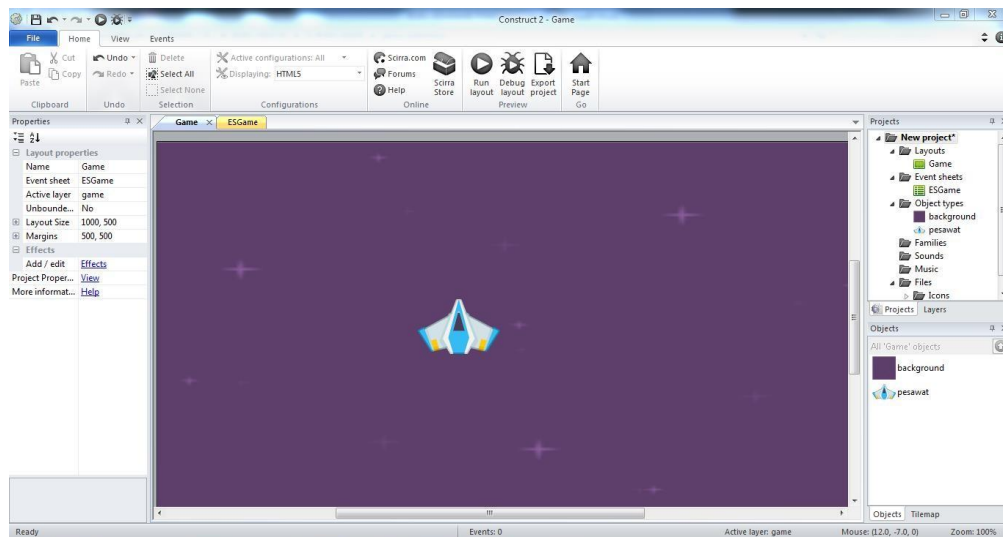 Construct 2 - Game
File Home View Events
Cut Undo Delete Active configurations: All Scirra.com
Paste Copy Redo Select All Displaying: HTML5 Forums Scirra Store Run layout Debug layout Export project Start Page
Select None Help
Clipboard Undo Selection Configurations Online Preview Go
Properties
Layout properties
Name Game
Event sheet ESGame
Active layer game
Unbounde... No
Layout Size 1000, 500
Margins 500, 500
Effects
Add / edit Effects
Project Proper... View
More informat... Help
Game ESGame
Projects
New project*
Layouts
Game
Event sheets
ESGame
Object types
background
pesawat
Families
Sounds
Music
Files
Icons
Projects Layers
Objects
All 'Game' objects
background
pesawat
Objects Tilemap
Ready Events: 0 Active layer: game Mouse: (12.0, -7.0, 0) Zoom: 100%